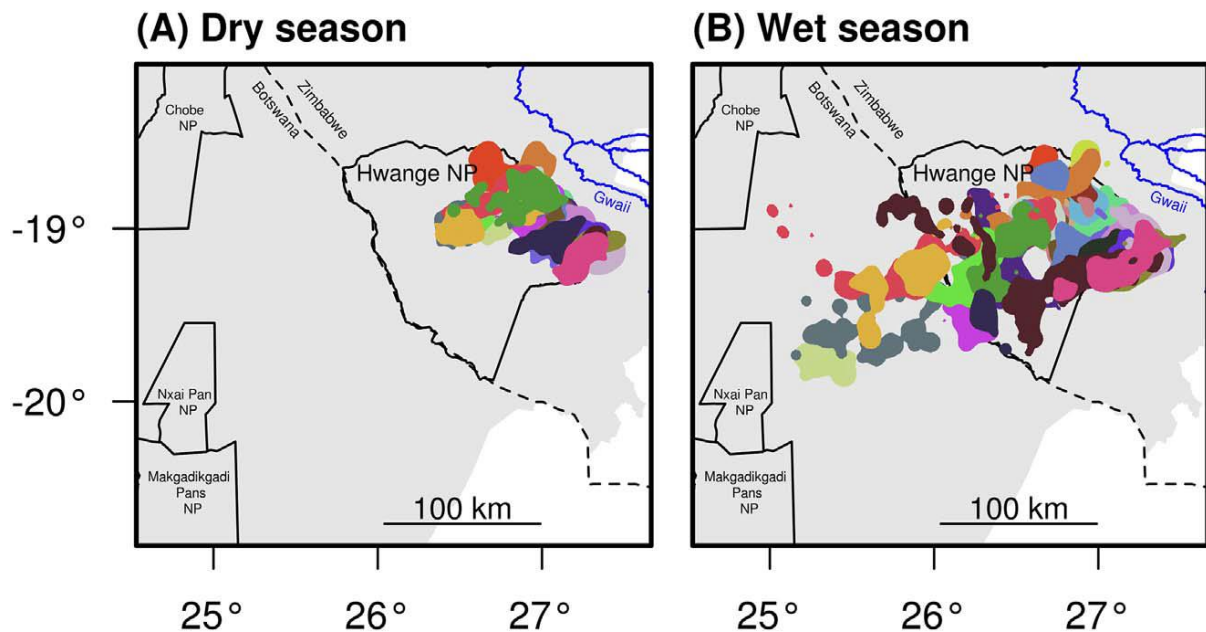 (A) Dry season
(B) Wet season
Chobe
NP
Botswana
Zimbabwe
Hwange NP
Gwaii
Nxai Pan
NP
Makgadikgadi
Pans
NP
100 km
Chobe
NP
Botswana
Zimbabwe
Hwange NP
Gwaii
Nxai Pan
NP
Makgadikgadi
Pans
NP
100 km
-19°
-20°
25°
26°
27°
25°
26°
27°